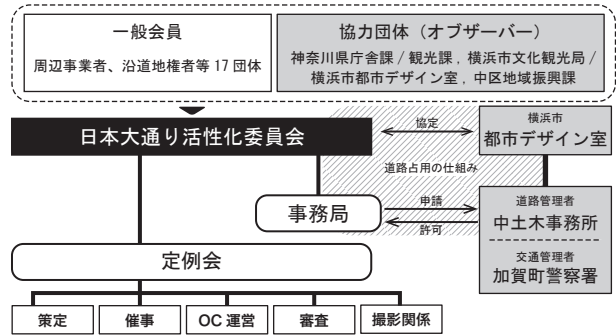 一般会員
周辺事業者、沿道地権者等 17 団体
協力団体（オブザーバー）
神奈川県庁舎課 / 観光課 , 横浜市文化観光局 /
横浜市都市デザイン室 , 中区地域振興課
日本大通り活性化委員会
協定
横浜市
都市デザイン室
道路占用の仕組み
事務局
申請
許可
道路管理者
中土木事務所
交通管理者
加賀町警察署
定例会
策定
催事
OC 運営
審査
撮影関係